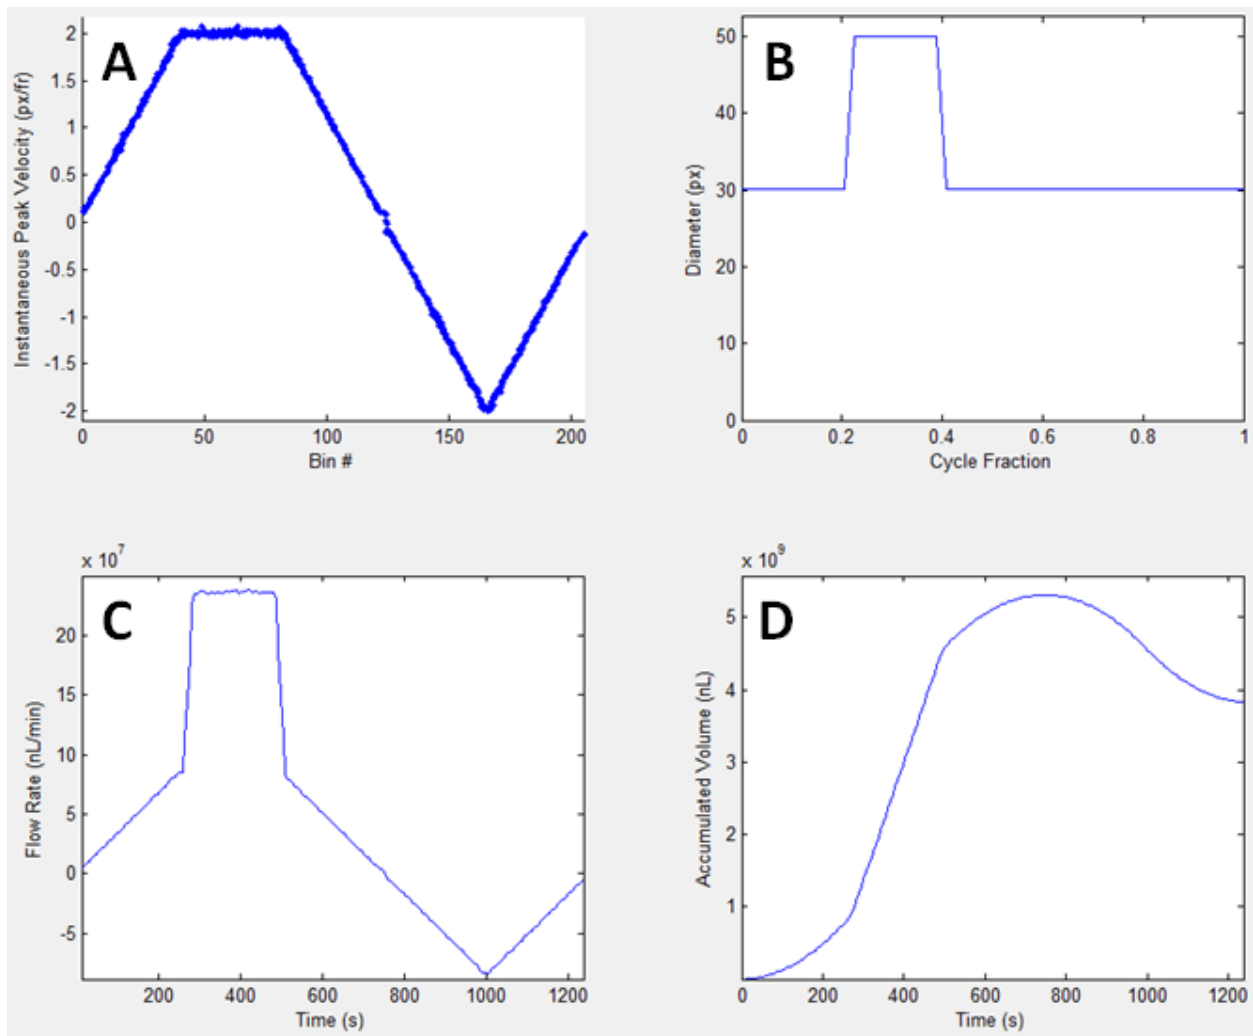 A
Instantaneous Peak Velocity (px/fr)
2
1.5
1
0.5
0
-0.5
-1
-1.5
-2
0 50 100 150 200
Bin #
B
Diameter (px)
50
40
30
20
10
0
0 0.2 0.4 0.6 0.8 1
Cycle Fraction
x 10^7
C
Flow Rate (nL/min)
20
15
10
5
0
-5
200 400 600 800 1000 1200
Time (s)
x 10^9
D
Accumulated Volume (nL)
5
4
3
2
1
0 200 400 600 800 1000 1200
Time (s)